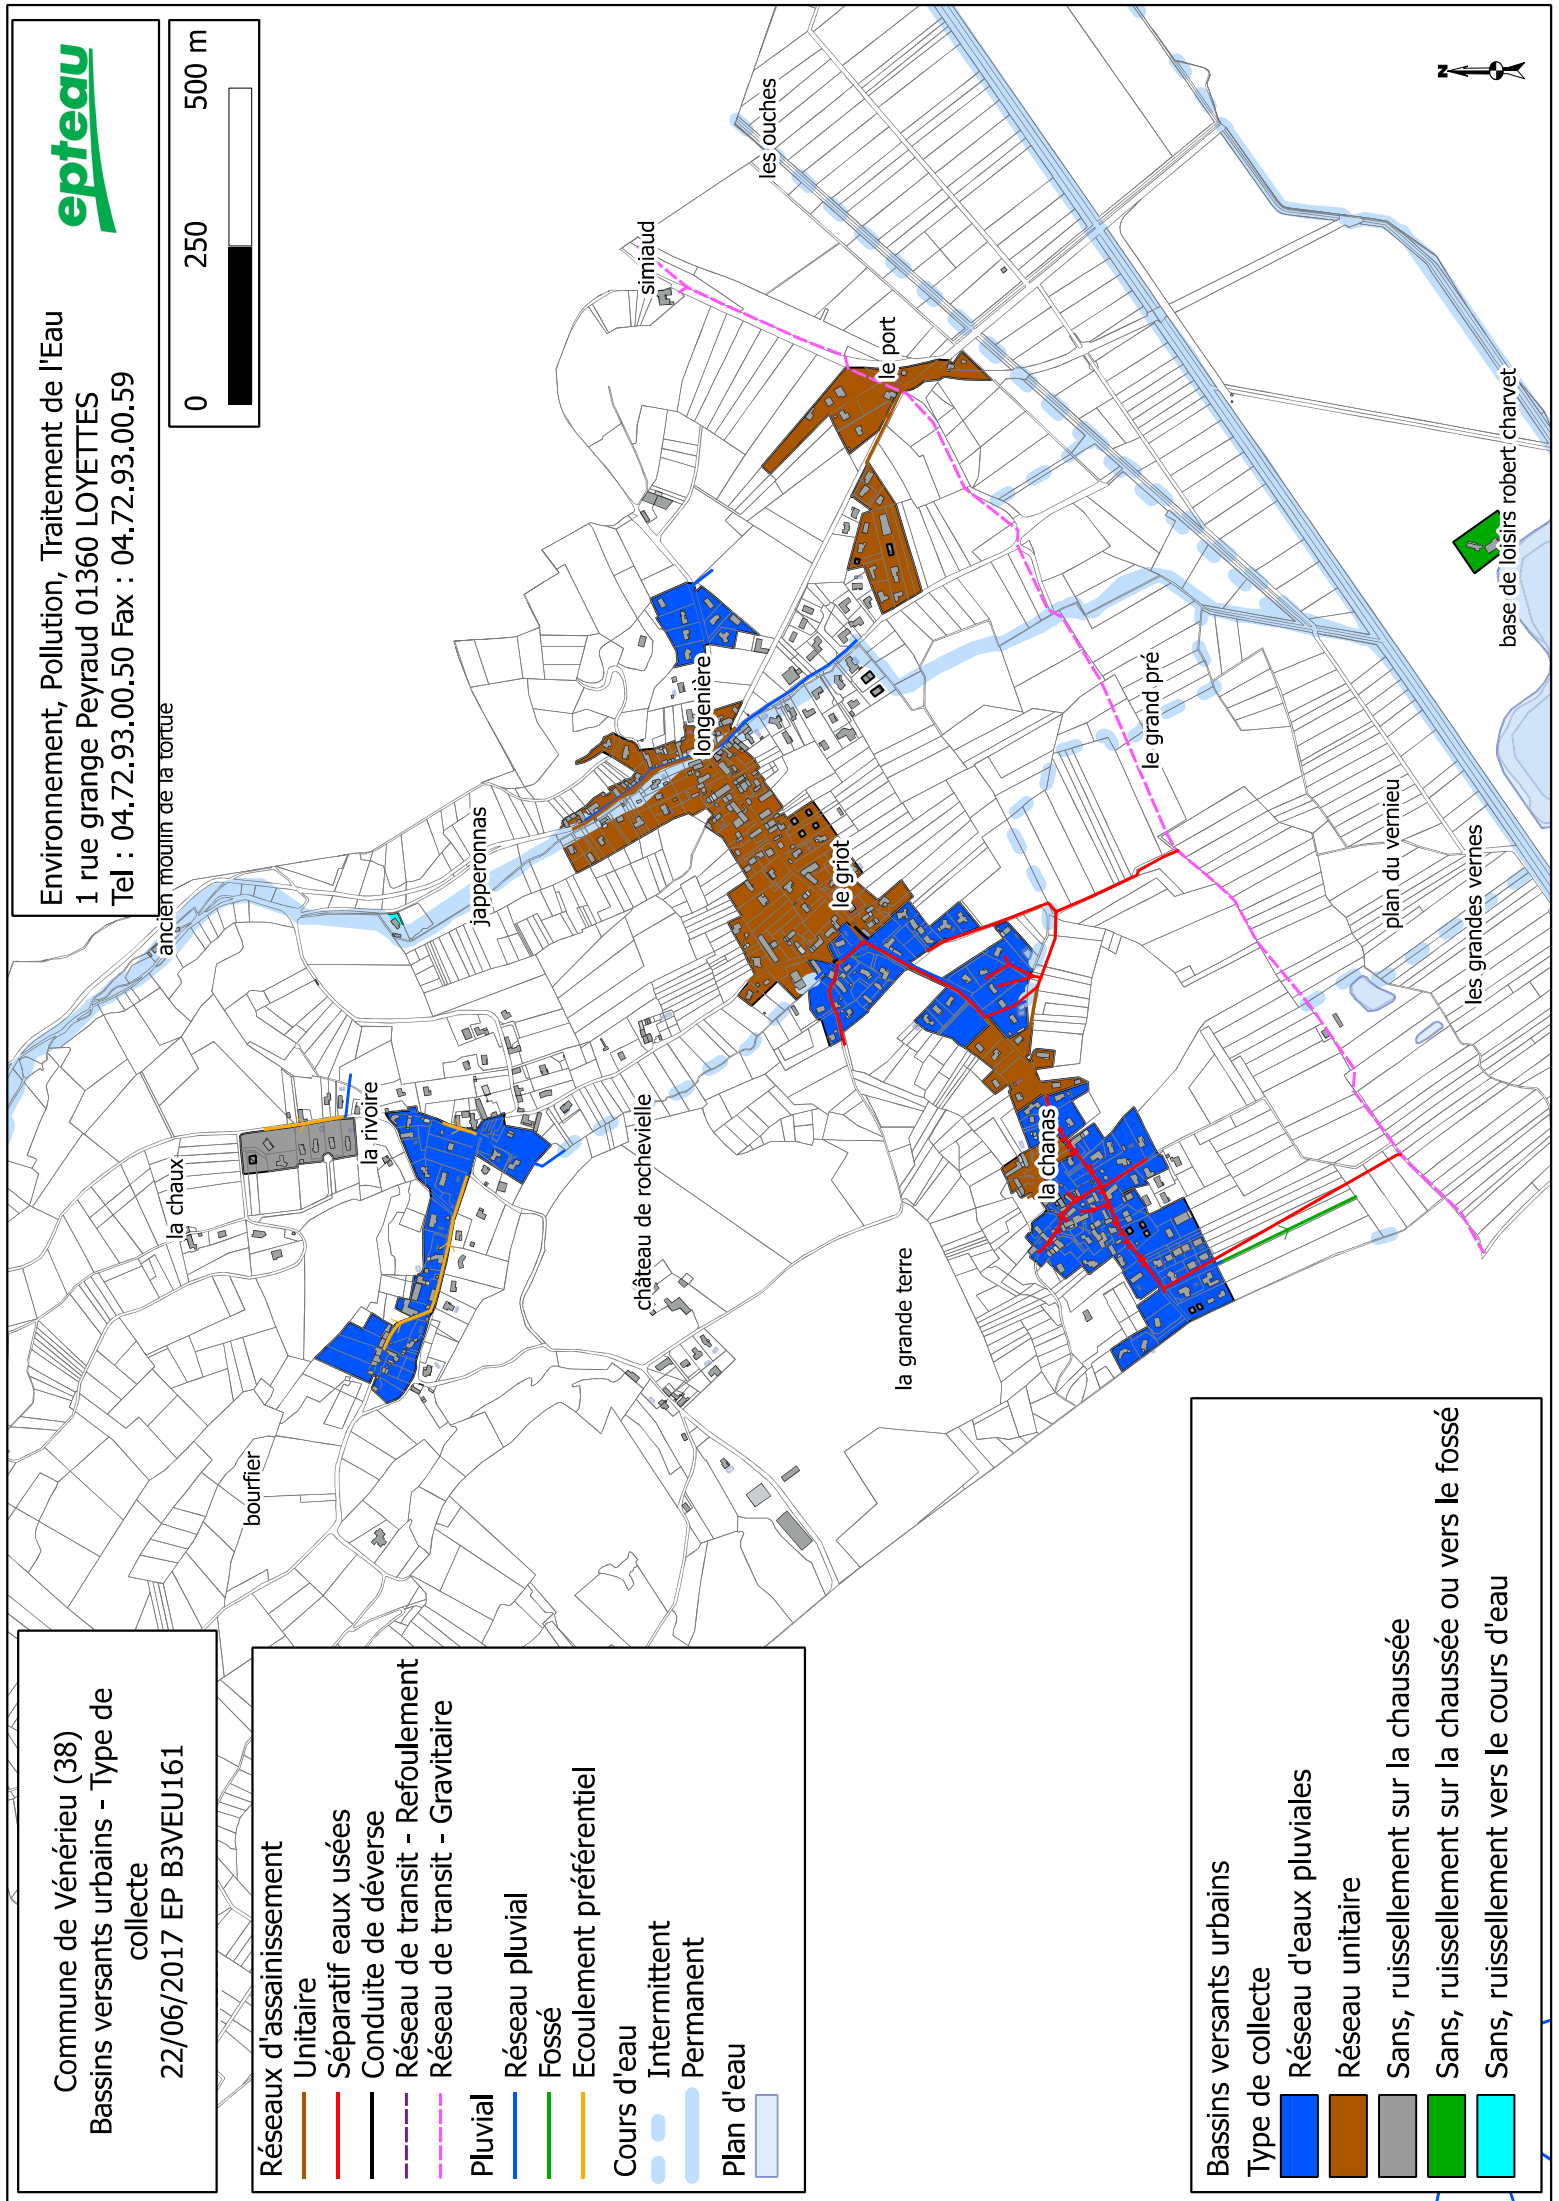 Commune de Vénérieu (38)
Bassins versants urbains - Type de
collecte
22/06/2017 EP B3VEU161
Environnement, Pollution, Traitement de l'Eau
1 rue grange Peyraud 01360 LOYETTES
Tel : 04.72.93.00.50 Fax : 04.72.93.00.59
epteau
0
250
500 m
Réseaux d'assainissement
Unitaire
Séparatif eaux usées
Conduite de déverse
Réseau de transit - Refoulement
Réseau de transit - Gravitaire
Pluvial
Réseau pluvial
Fossé
Ecoulement préférentiel
Cours d'eau
Intermittent
Permanent
Plan d'eau
bourfier
la chaux
la rivoire
ancien moulin de la tortue
japperonnas
château de rochevielle
longenière
simiaud
les ouches
le griot
le port
la grande terre
la chanas
le grand pré
plan du vernieu
les grandes vernes
base de loisirs robert charvet
N
Bassins versants urbains
Type de collecte
Réseau d'eaux pluviales
Réseau unitaire
Sans, ruissellement sur la chaussée
Sans, ruissellement sur la chaussée ou vers le fossé
Sans, ruissellement vers le cours d'eau